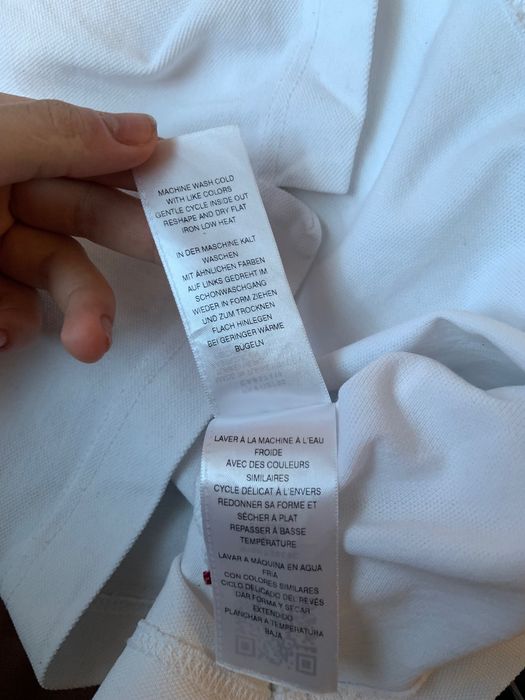 MACHINE WASH COLD
WITH LIKE COLORS
GENTLE CYCLE INSIDE OUT
RESHAPE AND DRY FLAT
IRON LOW HEAT
IN DER MASCHINE KALT
WASCHEN
MIT ÄHNLICHEN FARBEN
AUF LINKS GEDREHT IM
SCHONWASCHGANG
WIEDER IN FORM ZIEHEN
UND ZUM TROCKNEN
FLACH HINLEGEN
BEI GERINGER WÄRME
BÜGELN
LAVER À LA MACHINE À L'EAU
FROIDE
AVEC DES COULEURS
SIMILAIRES
CYCLE DÉLICAT À L'ENVERS
REDONNER SA FORME ET
SÉCHER A PLAT
REPASSER À BASSE
TEMPÉRATURE
LAVAR A MÁQUINA EN AGUA
FRIA
CON COLORES SIMILARES
CICLO DELICADO DEL REVÉS
DAR FORMA Y SECAR
EXTENDIDO
PLANCHAR A TEMPERATURA
BAJA